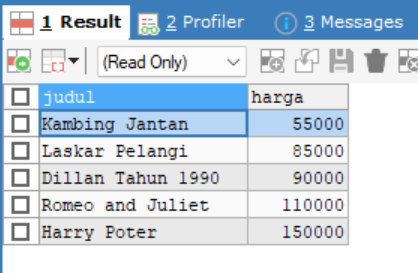 1 Result 2 Profiler 3 Messages
(Read Only)
judul harga
Kambing Jantan 55000
Laskar Pelangi 85000
Dillan Tahun 1990 90000
Romeo and Juliet 110000
Harry Poter 150000